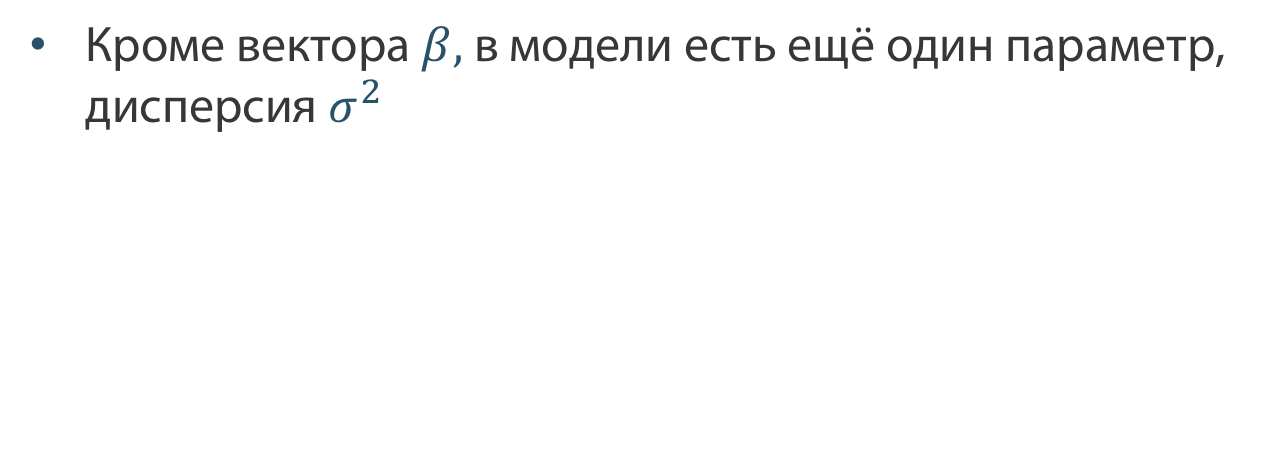 • Кроме вектора β, в модели есть ещё один параметр,
дисперсия σ²